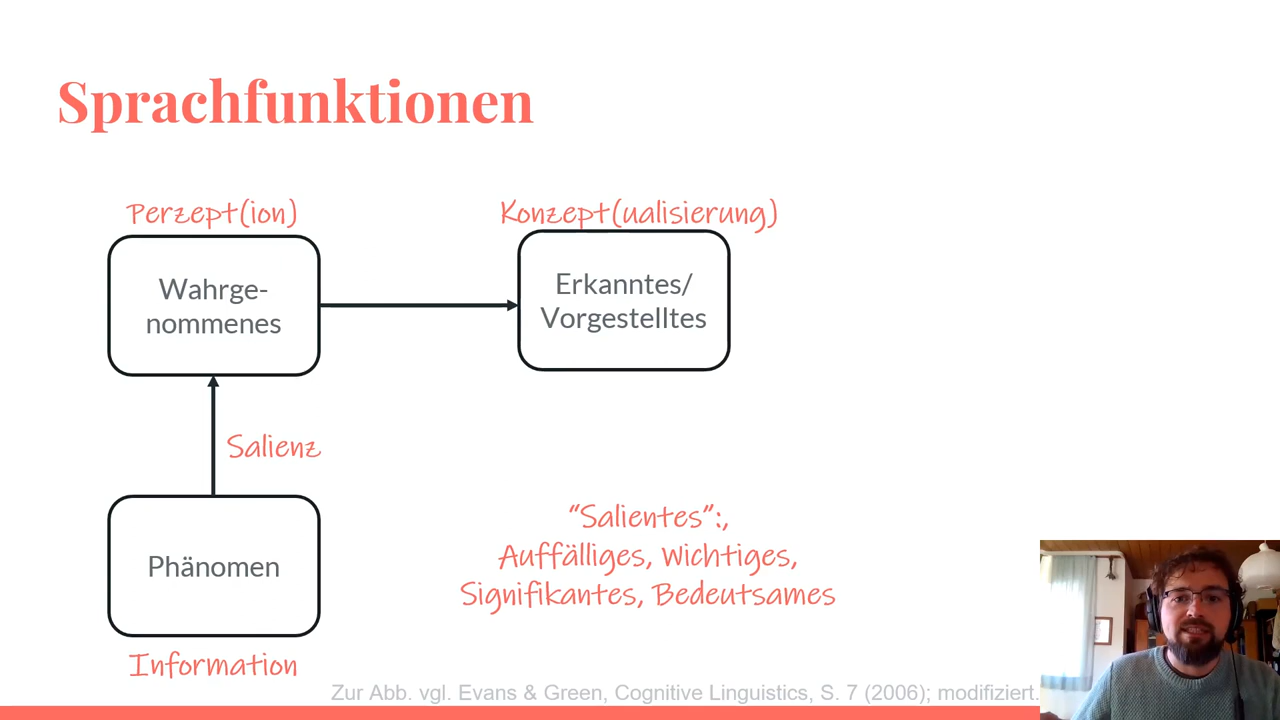 Sprachfunktionen
Perzept(ion)
Konzept(ualisierung)
Wahrge-
nommenes
Erkanntes/
Vorgestelltes
Salienz
Phänomen
"Salientes":,
Auffälliges, Wichtiges,
Signifikantes, Bedeutsames
Information
Zur Abb. vgl. Evans & Green, Cognitive Linguistics, S. 7 (2006); modifiziert.